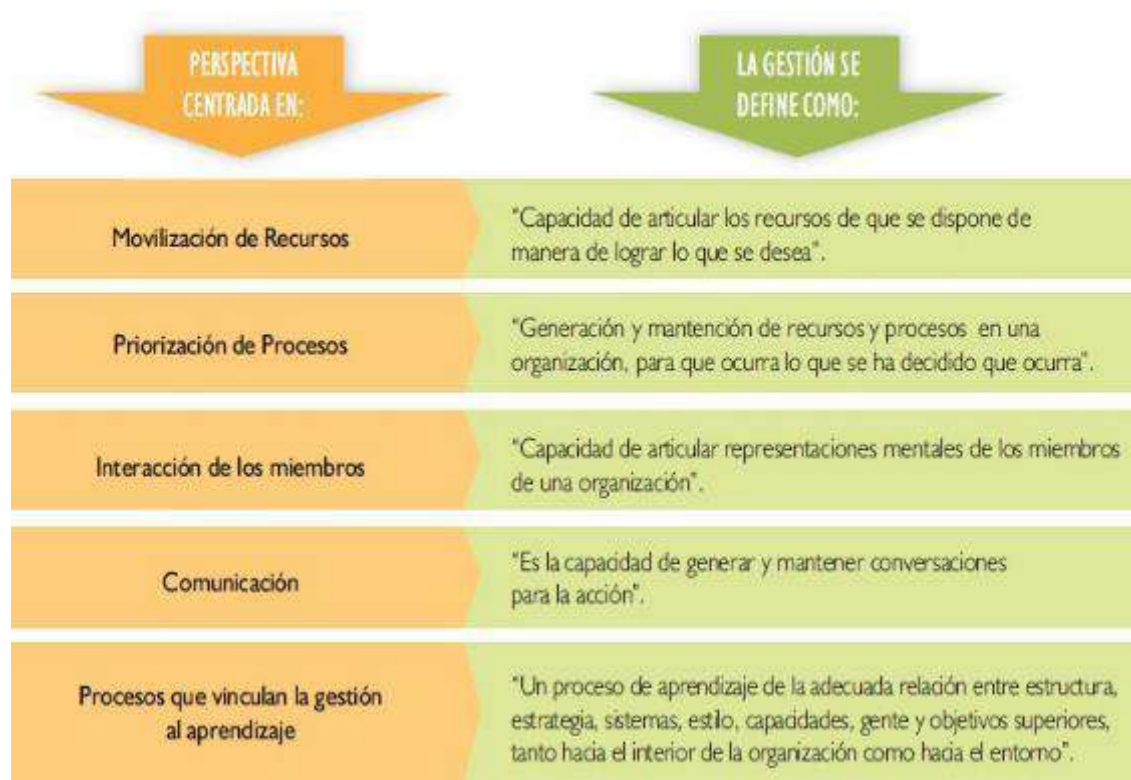 PERSPECTIVA
CENTRADA EN:
LA GESTIÓN SE
DEFINE COMO:
Movilización de Recursos
"Capacidad de articular los recursos de que se dispone de
manera de lograr lo que se desea".
Priorización de Procesos
"Generación y mantención de recursos y procesos en una
organización, para que ocurra lo que se ha decidido que ocurra".
Interacción de los miembros
"Capacidad de articular representaciones mentales de los miembros
de una organización".
Comunicación
"Es la capacidad de generar y mantener conversaciones
para la acción".
Procesos que vinculan la gestión
al aprendizaje
"Un proceso de aprendizaje de la adecuada relación entre estructura,
estrategia, sistemas, estilo, capacidades, gente y objetivos superiores,
tanto hacia el interior de la organización como hacia el entorno".